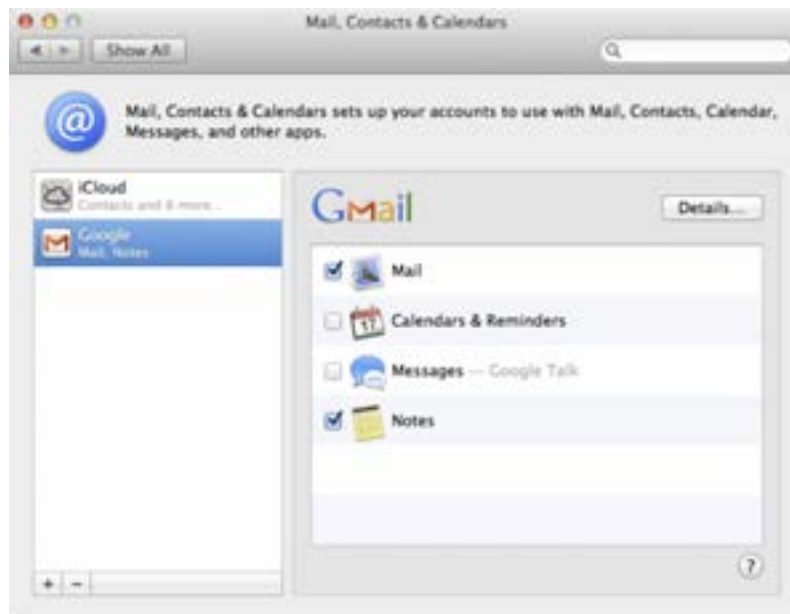 Mail, Contacts & Calendars
Show All
Mail, Contacts & Calendars sets up your accounts to use with Mail, Contacts, Calendar,
Messages, and other apps.
iCloud
Contacts and 6 more...
Google
Mail, Notes
Gmail
Details...
Mail
17
Calendars & Reminders
Messages — Google Talk
Notes
+ −
?